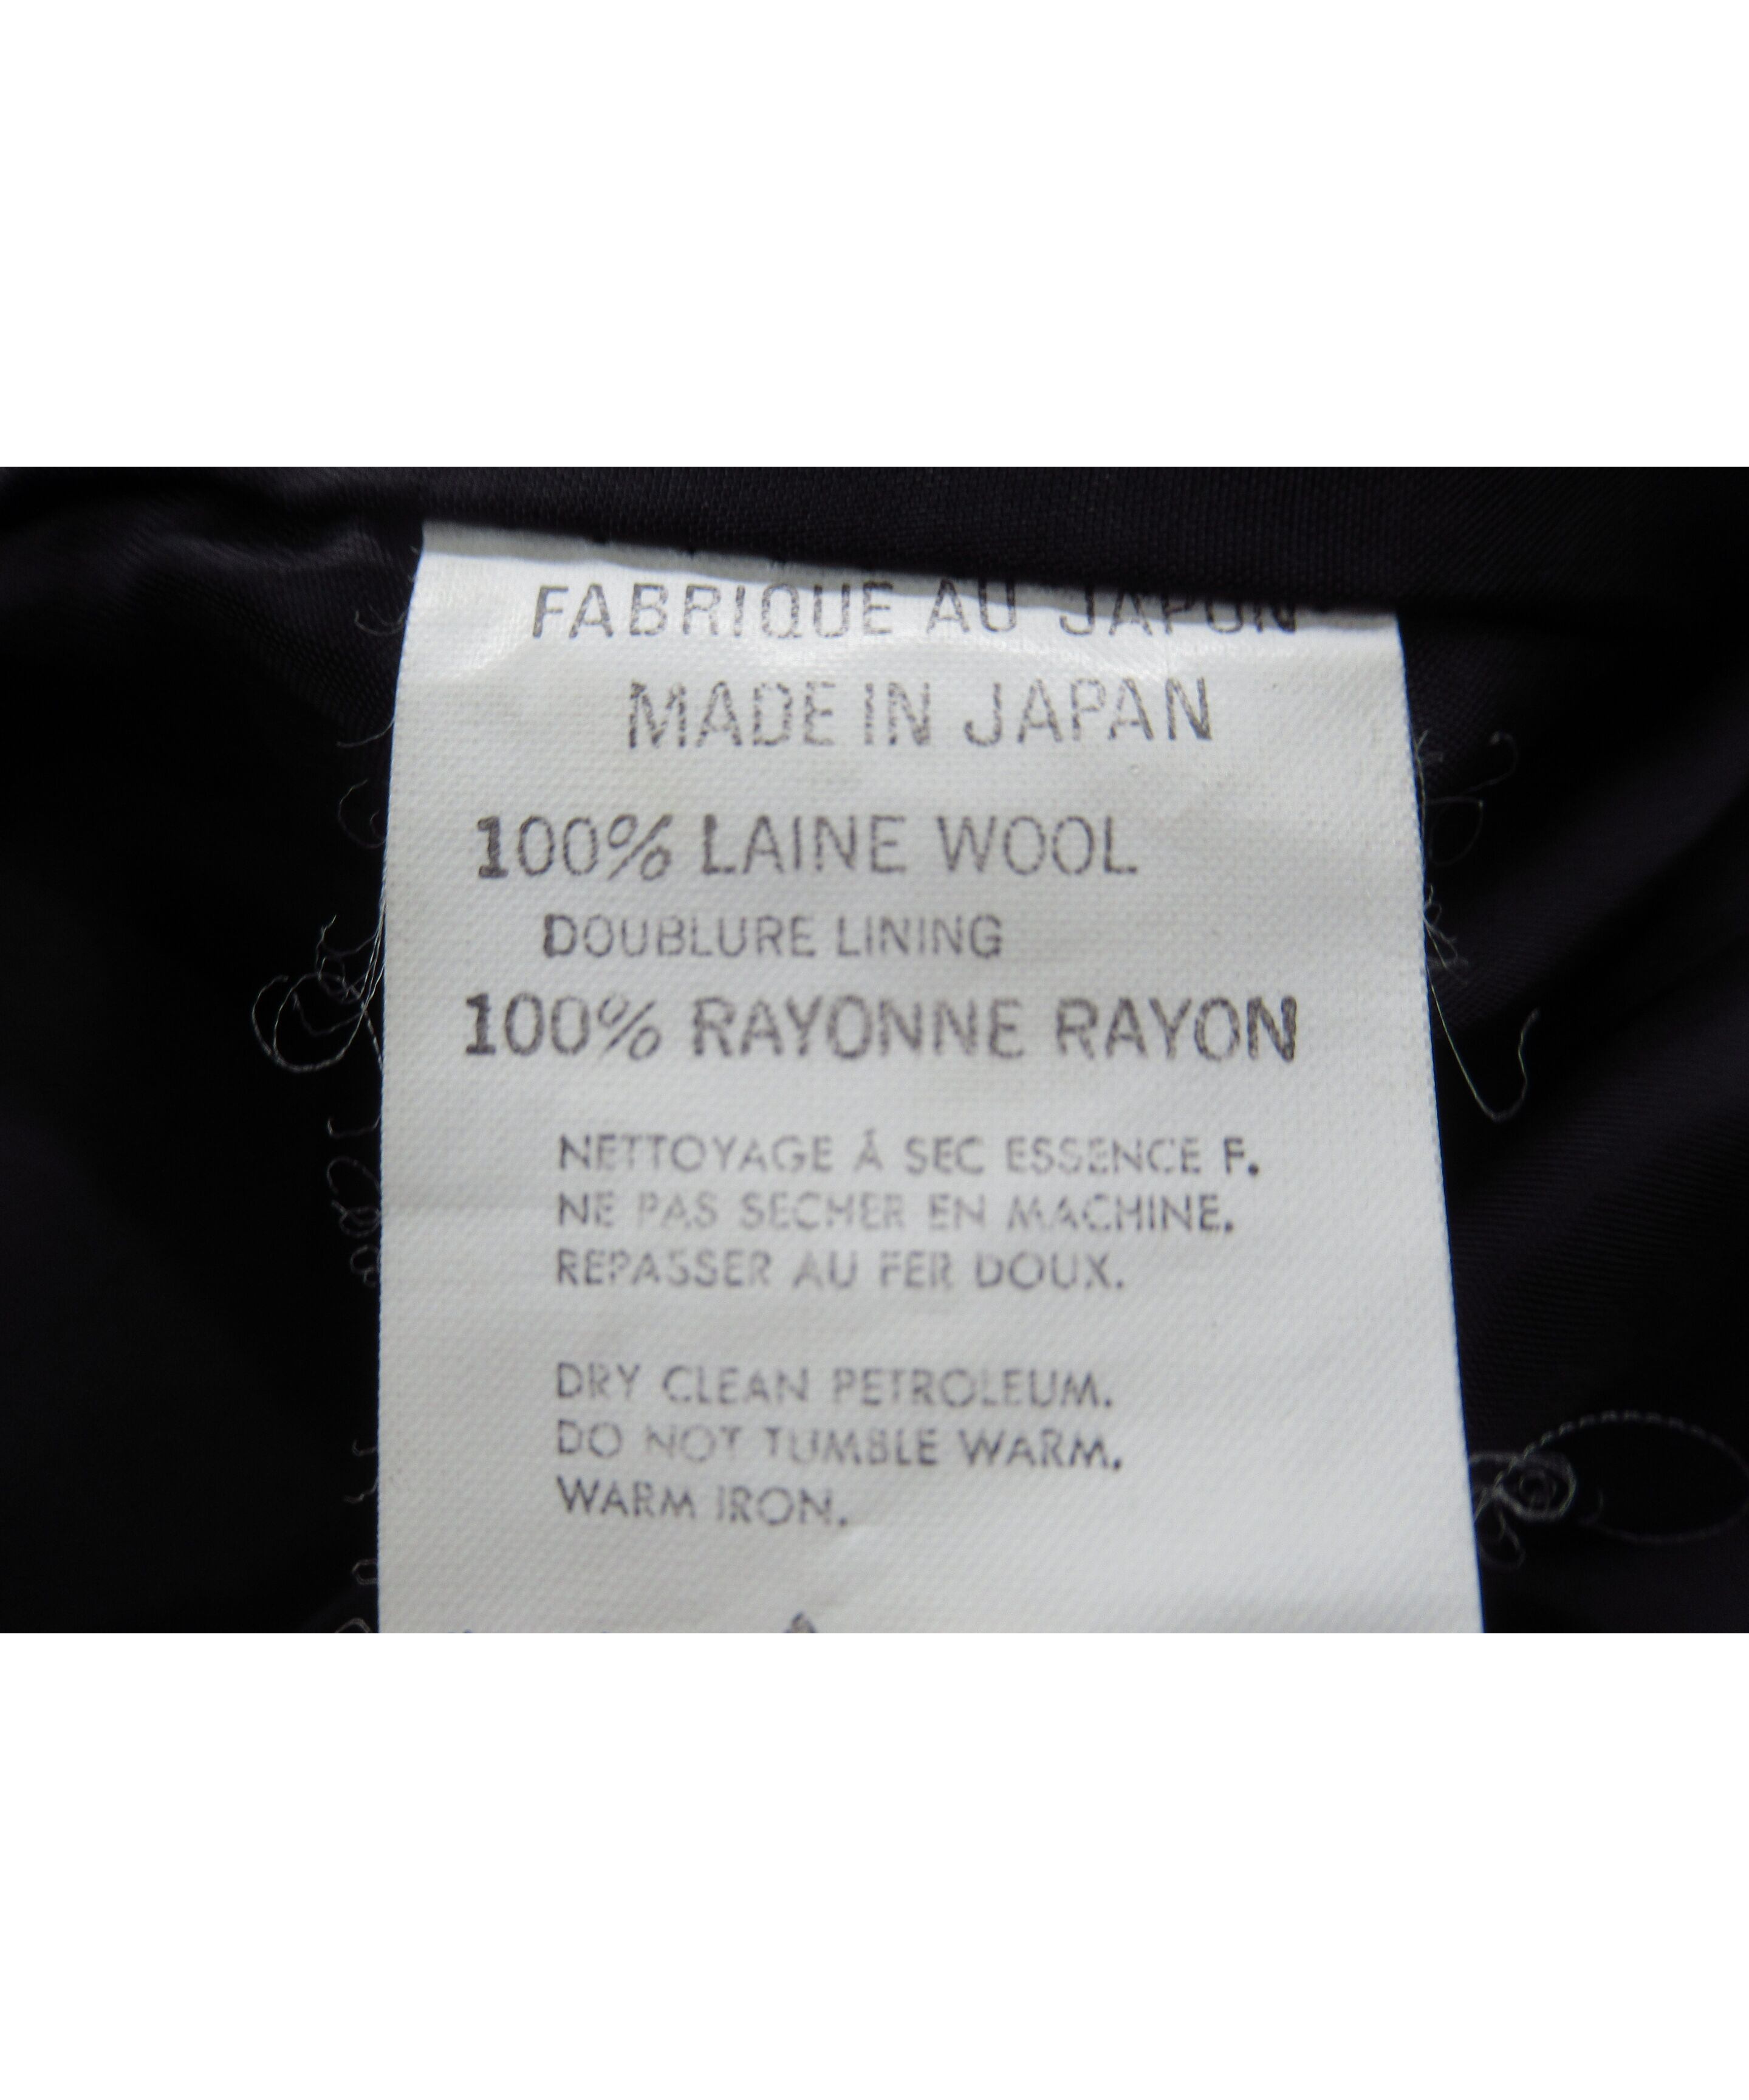 FABRIQUE AU JAPON
MADE IN JAPAN
100% LAINE WOOL
DOUBLURE LINING
100% RAYONNE RAYON
NETTOYAGE À SEC ESSENCE F.
NE PAS SECHER EN MACHINE.
REPASSER AU FER DOUX.
DRY CLEAN PETROLEUM.
DO NOT TUMBLE WARM.
WARM IRON.